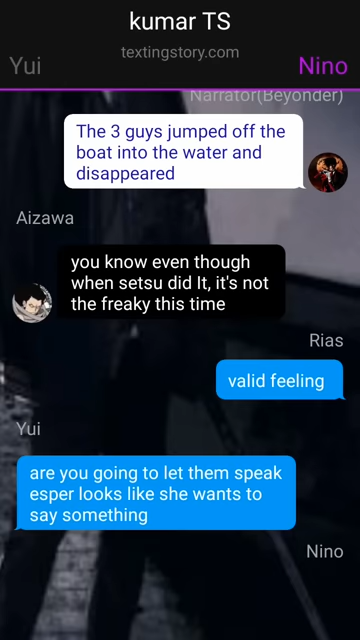 kumar TS
textingstory.com
Yui
Nino
Narrator(Beyonder)
The 3 guys jumped off the
boat into the water and
disappeared
Aizawa
you know even though
when setsu did It, it's not
the freaky this time
Rias
valid feeling
Yui
are you going to let them speak
esper looks like she wants to
say something
Nino